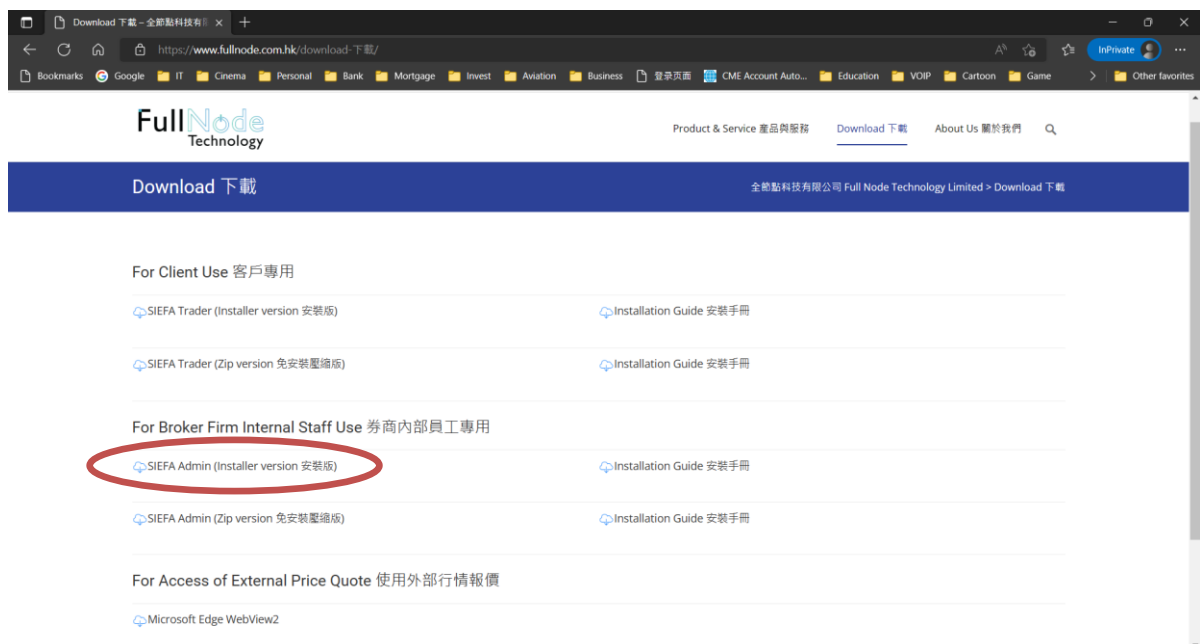 Download 下載 – 全節點科技有限
https://www.fullnode.com.hk/download-下載/
InPrivate
Bookmarks Google IT Cinema Personal Bank Mortgage Invest Aviation Business 登录页面 CME Account Auto... Education VOIP Cartoon Game Other favorites
FullNode
Technology
Product & Service 產品與服務 Download 下載 About Us 關於我們
Download 下載
全節點科技有限公司 Full Node Technology Limited > Download 下載
For Client Use 客戶專用
SIEFA Trader (Installer version 安裝版) Installation Guide 安裝手冊
SIEFA Trader (Zip version 免安裝壓縮版) Installation Guide 安裝手冊
For Broker Firm Internal Staff Use 券商內部員工專用
SIEFA Admin (Installer version 安裝版) Installation Guide 安裝手冊
SIEFA Admin (Zip version 免安裝壓縮版) Installation Guide 安裝手冊
For Access of External Price Quote 使用外部行情報價
Microsoft Edge WebView2